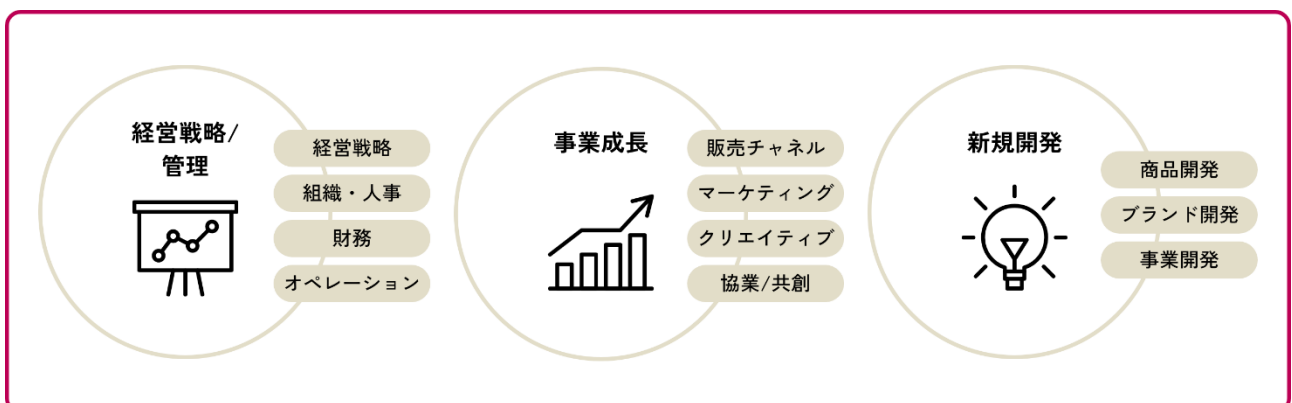 経営戦略/
管理
経営戦略
組織・人事
財務
オペレーション
事業成長
販売チャネル
マーケティング
クリエイティブ
協業/共創
新規開発
商品開発
ブランド開発
事業開発